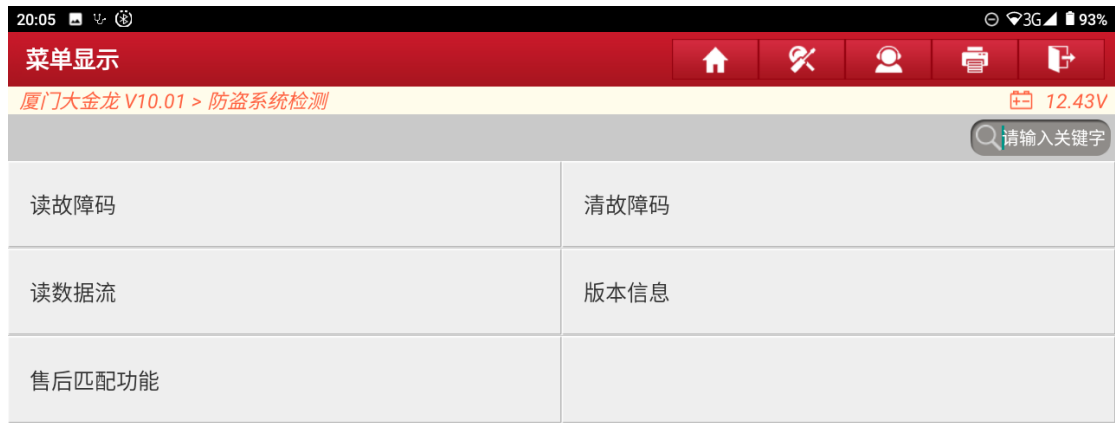 20:05 3G 93%
菜单显示
厦门大金龙 V10.01 > 防盗系统检测 12.43V
请输入关键字
读故障码 清故障码
读数据流 版本信息
售后匹配功能